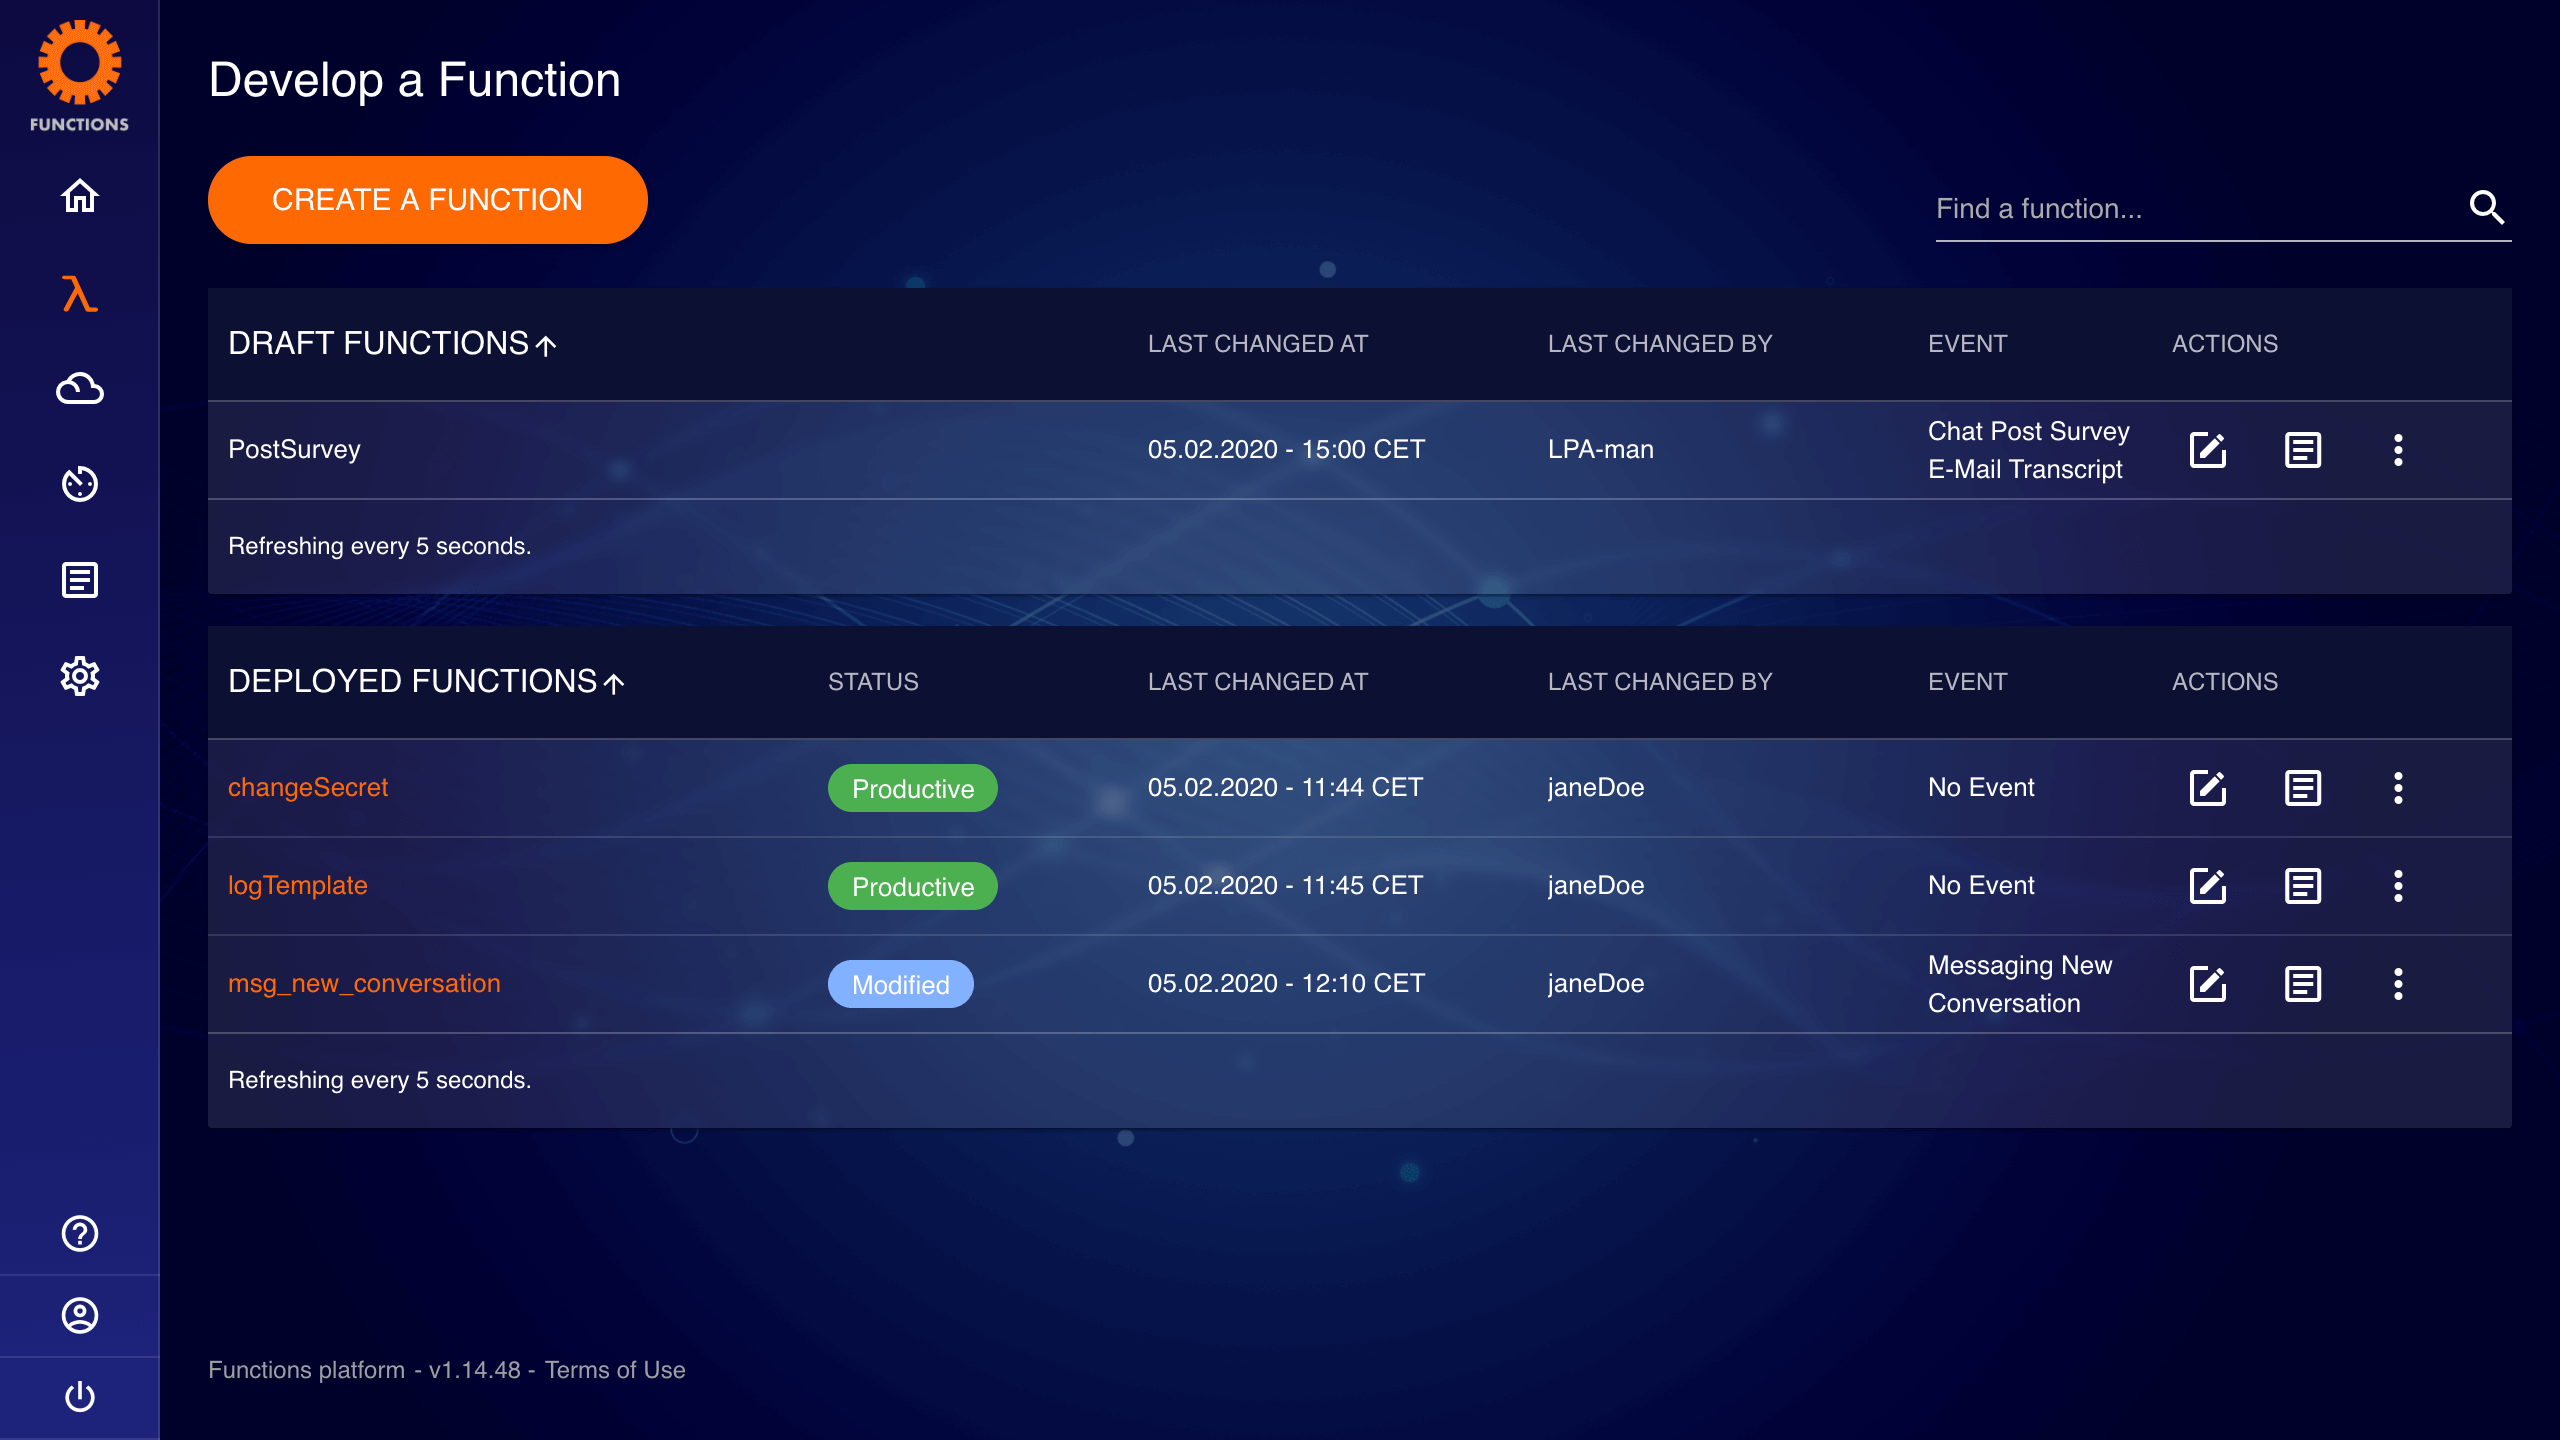 FUNCTIONS
Develop a Function
CREATE A FUNCTION
Find a function...
DRAFT FUNCTIONS LAST CHANGED AT LAST CHANGED BY EVENT ACTIONS
PostSurvey 05.02.2020 - 15:00 CET LPA-man Chat Post Survey
E-Mail Transcript
Refreshing every 5 seconds.
DEPLOYED FUNCTIONS STATUS LAST CHANGED AT LAST CHANGED BY EVENT ACTIONS
changeSecret Productive 05.02.2020 - 11:44 CET janeDoe No Event
logTemplate Productive 05.02.2020 - 11:45 CET janeDoe No Event
msg_new_conversation Modified 05.02.2020 - 12:10 CET janeDoe Messaging New
Conversation
Refreshing every 5 seconds.
Functions platform - v1.14.48 - Terms of Use